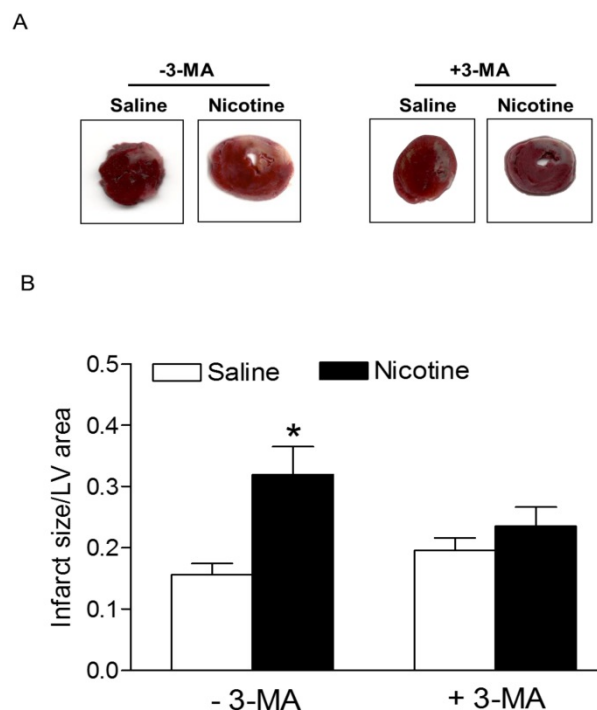 A
-3-MA
+3-MA
Saline Nicotine
Saline Nicotine
B
0.5
0.4
0.3
0.2
0.1
0.0
Infarct size/LV area
Saline
Nicotine
*
- 3-MA
+ 3-MA